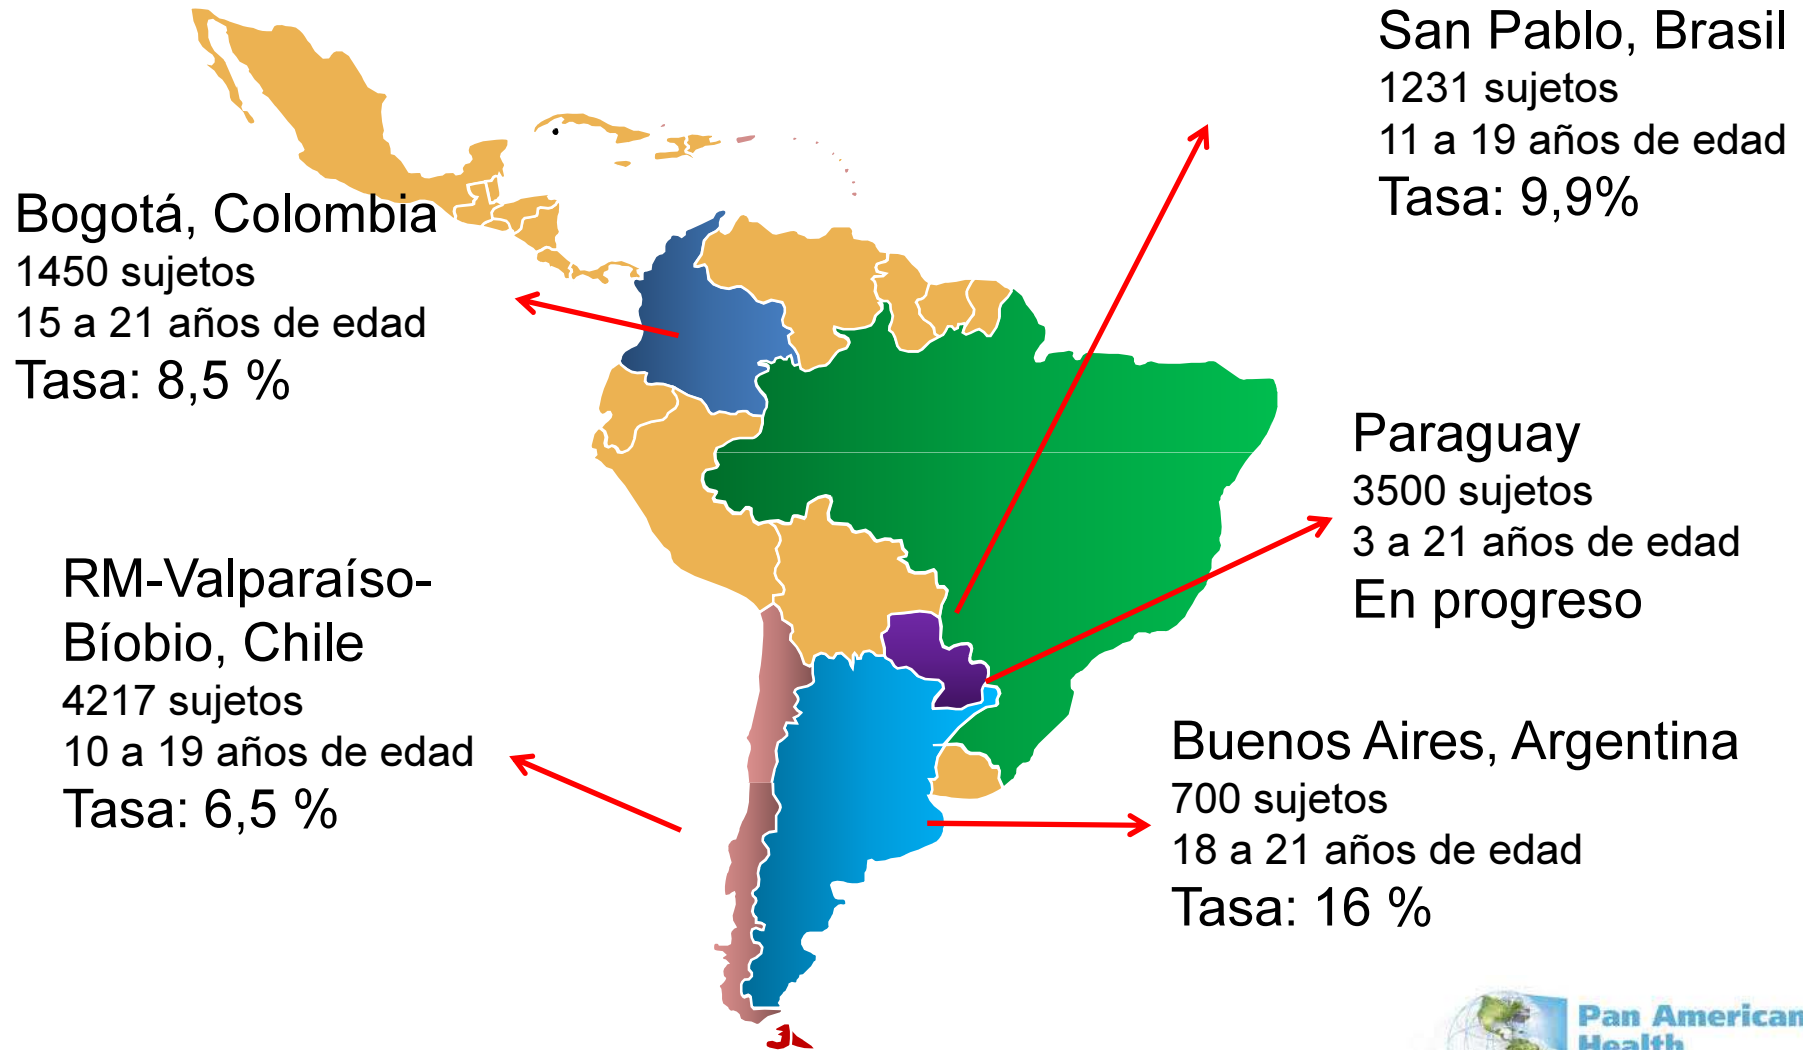 San Pablo, Brasil
1231 sujetos
11 a 19 años de edad
Tasa: 9,9%
Bogotá, Colombia
1450 sujetos
15 a 21 años de edad
Tasa: 8,5 %
Paraguay
3500 sujetos
3 a 21 años de edad
En progreso
RM-Valparaíso-
Bíobio, Chile
4217 sujetos
10 a 19 años de edad
Tasa: 6,5 %
Buenos Aires, Argentina
700 sujetos
18 a 21 años de edad
Tasa: 16 %
Pan American
Health